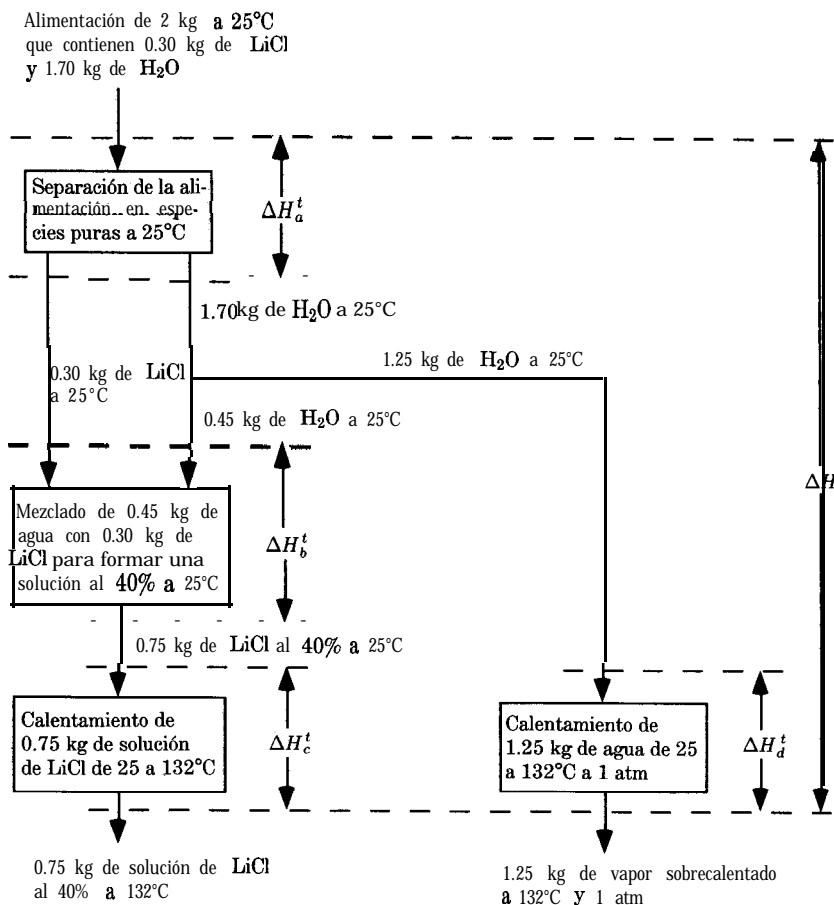 Alimentación de 2 kg a 25°C
que contienen 0.30 kg de LiCl
y 1.70 kg de H₂O
Separación de la ali-
mentación en espe-
cies puras a 25°C
ΔHₐᵗ
1.70kg de H₂O a 25°C
1.25 kg de H₂O a 25°C
0.30 kg de LiCl
a 25°C
0.45 kg de H₂O a 25°C
ΔH
Mezclado de 0.45 kg de
agua con 0.30 kg de
LiCl para formar una
solución al 40% a 25°C
ΔH_b^t
0.75 kg de LiCl al 40% a 25°C
Calentamiento de
0.75 kg de solución
de LiCl de 25 a 132°C
ΔH_c^t
Calentamiento de
1.25 kg de agua de 25
a 132°C a 1 atm
ΔH_d^t
0.75 kg de solución de LiCl
al 40% a 132°C
1.25 kg de vapor sobrecalentado
a 132°C y 1 atm